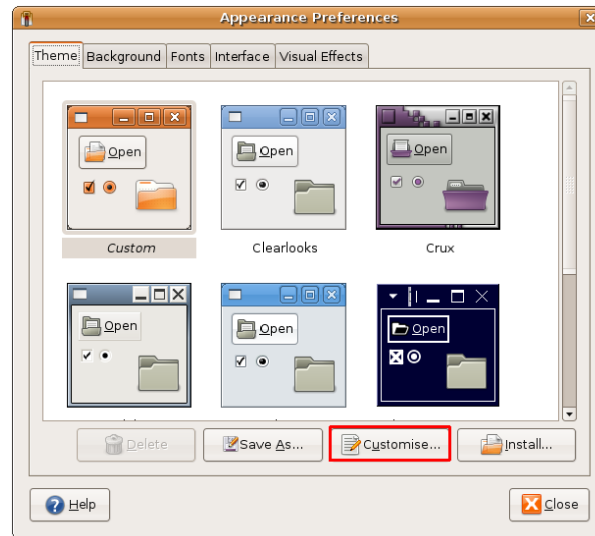 Appearance Preferences
Theme Background Fonts Interface Visual Effects
Open Open Open
Custom Clearlooks Crux
Open Open Open
Delete Save As... Customise... Install...
Help Close